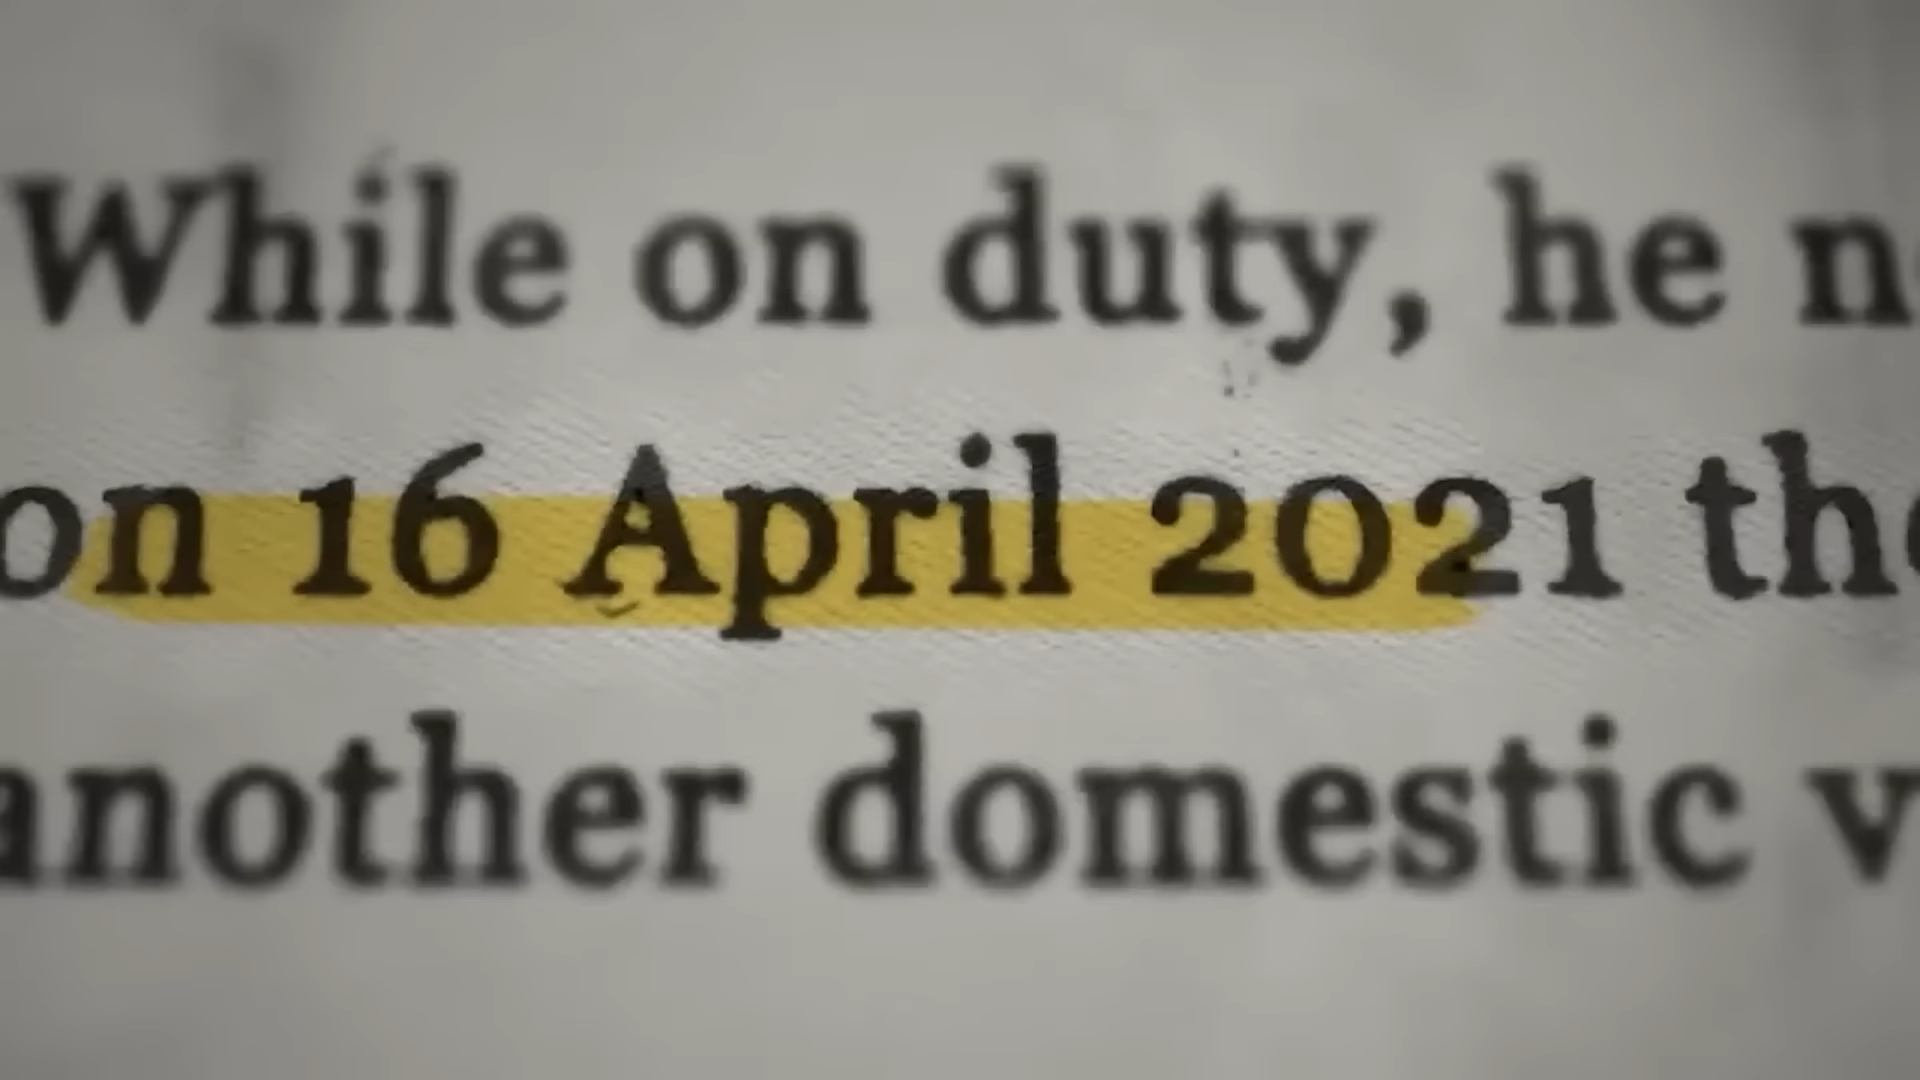 While on duty, he
on 16 April 2021
another domestic